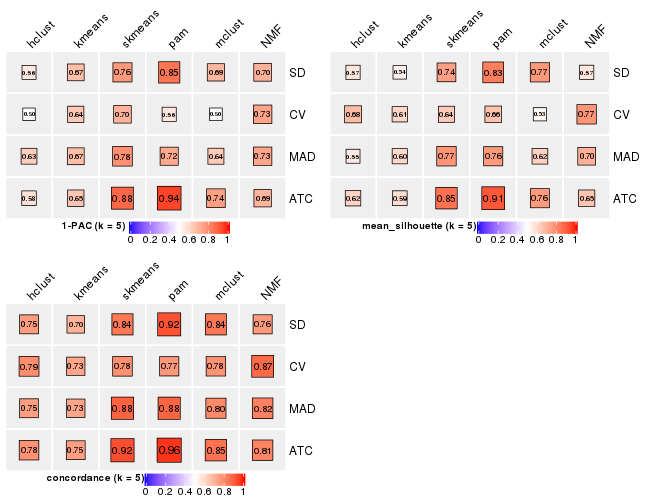 hclust kmeans skmeans pam mclust NMF
0.56 0.67 0.76 0.85 0.69 0.70 SD
0.50 0.64 0.70 0.56 0.50 0.73 CV
0.63 0.67 0.78 0.72 0.64 0.73 MAD
0.58 0.65 0.88 0.94 0.74 0.69 ATC
1-PAC (k = 5)
0 0.2 0.4 0.6 0.8 1
hclust kmeans skmeans pam mclust NMF
0.57 0.54 0.74 0.83 0.77 0.57 SD
0.68 0.61 0.64 0.66 0.53 0.77 CV
0.55 0.60 0.77 0.76 0.62 0.70 MAD
0.62 0.59 0.85 0.91 0.76 0.65 ATC
mean_silhouette (k = 5)
0 0.2 0.4 0.6 0.8 1
hclust kmeans skmeans pam mclust NMF
0.75 0.70 0.84 0.92 0.84 0.76 SD
0.79 0.73 0.78 0.77 0.78 0.87 CV
0.75 0.73 0.88 0.88 0.80 0.82 MAD
0.78 0.75 0.92 0.96 0.85 0.81 ATC
concordance (k = 5)
0 0.2 0.4 0.6 0.8 1